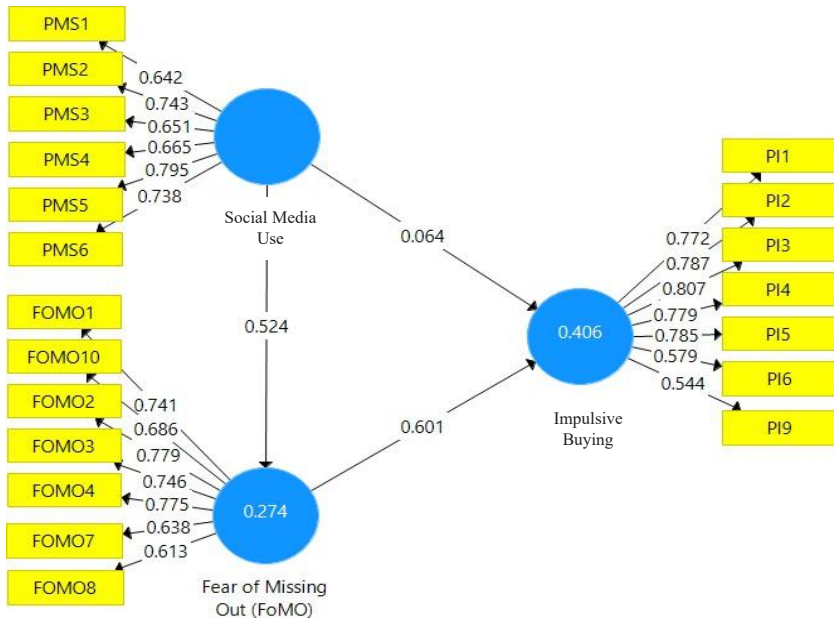 PMS1
PMS2
PMS3
PMS4
PMS5
PMS6
0.642
0.743
0.651
0.665
0.795
0.738
Social Media
Use
0.064
0.524
FOMO1
FOMO10
FOMO2
FOMO3
FOMO4
FOMO7
FOMO8
0.741
0.686
0.779
0.746
0.775
0.638
0.613
0.274
Fear of Missing
Out (FoMO)
0.601
0.406
Impulsive
Buying
0.772
0.787
0.807
0.779
0.785
0.579
0.544
PI1
PI2
PI3
PI4
PI5
PI6
PI9